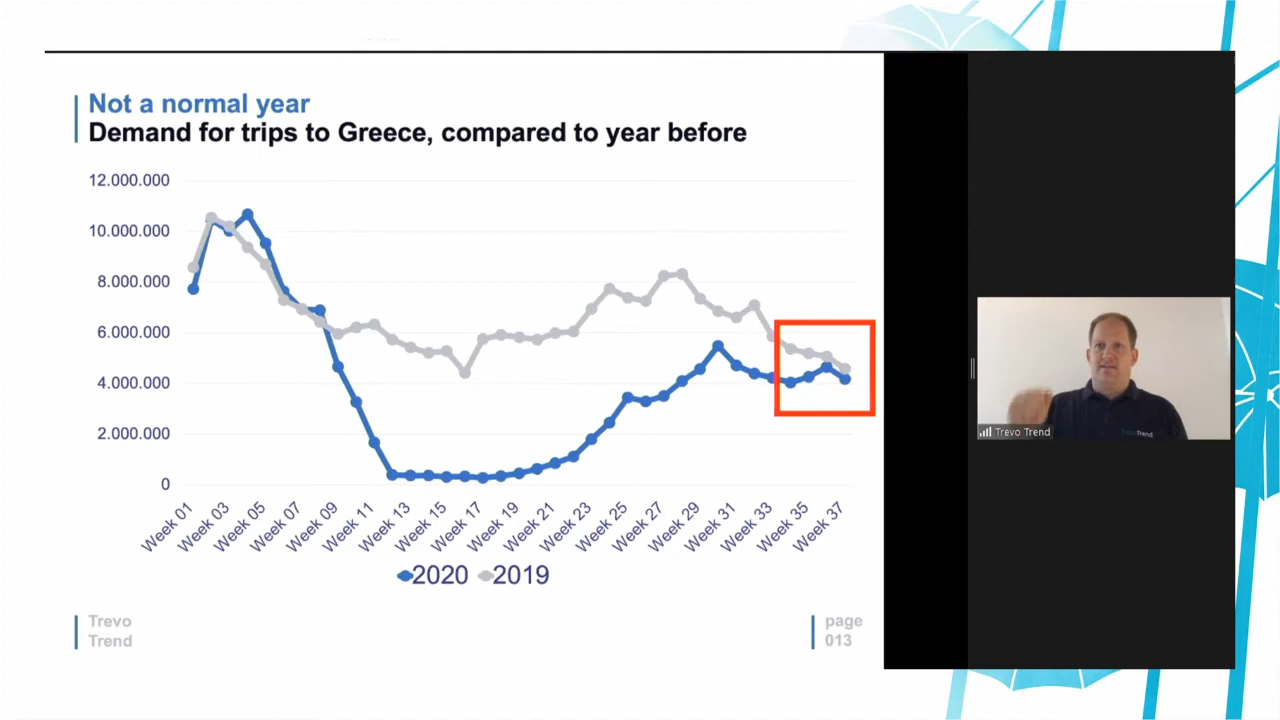 Not a normal year
Demand for trips to Greece, compared to year before
12.000.000
10.000.000
8.000.000
6.000.000
4.000.000
2.000.000
0
Week 01
Week 03
Week 05
Week 07
Week 09
Week 11
Week 13
Week 15
Week 17
Week 19
Week 21
Week 23
Week 25
Week 27
Week 29
Week 31
Week 33
Week 35
Week 37
2020 2019
Trevo
Trend
page
013
Trevo Trend